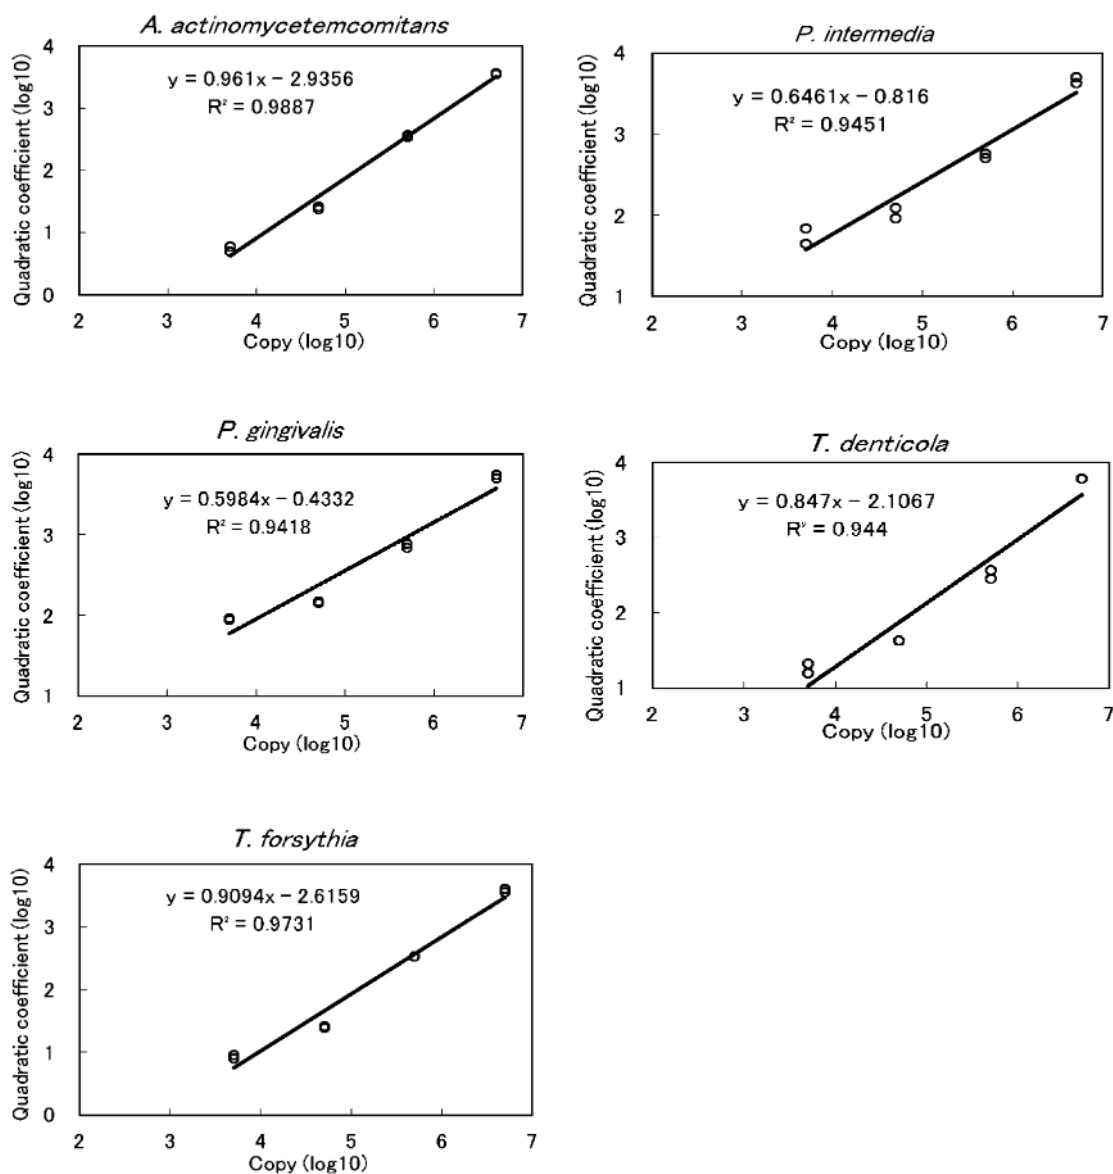 A. actinomycetemcomitans
Quadratic coefficient (log10)
4
3
2
1
0
y = 0.961x − 2.9356
R² = 0.9887
2 3 4 5 6 7
Copy (log10)
P. intermedia
Quadratic coefficient (log10)
4
3
2
1
y = 0.6461x − 0.816
R² = 0.9451
2 3 4 5 6 7
Copy (log10)
P. gingivalis
Quadratic coefficient (log10)
4
3
2
1
y = 0.5984x − 0.4332
R² = 0.9418
2 3 4 5 6 7
Copy (log10)
T. denticola
Quadratic coefficient (log10)
4
3
2
1
y = 0.847x − 2.1067
R² = 0.944
2 3 4 5 6 7
Copy (log10)
T. forsythia
Quadratic coefficient (log10)
4
3
2
1
0
y = 0.9094x − 2.6159
R² = 0.9731
2 3 4 5 6 7
Copy (log10)